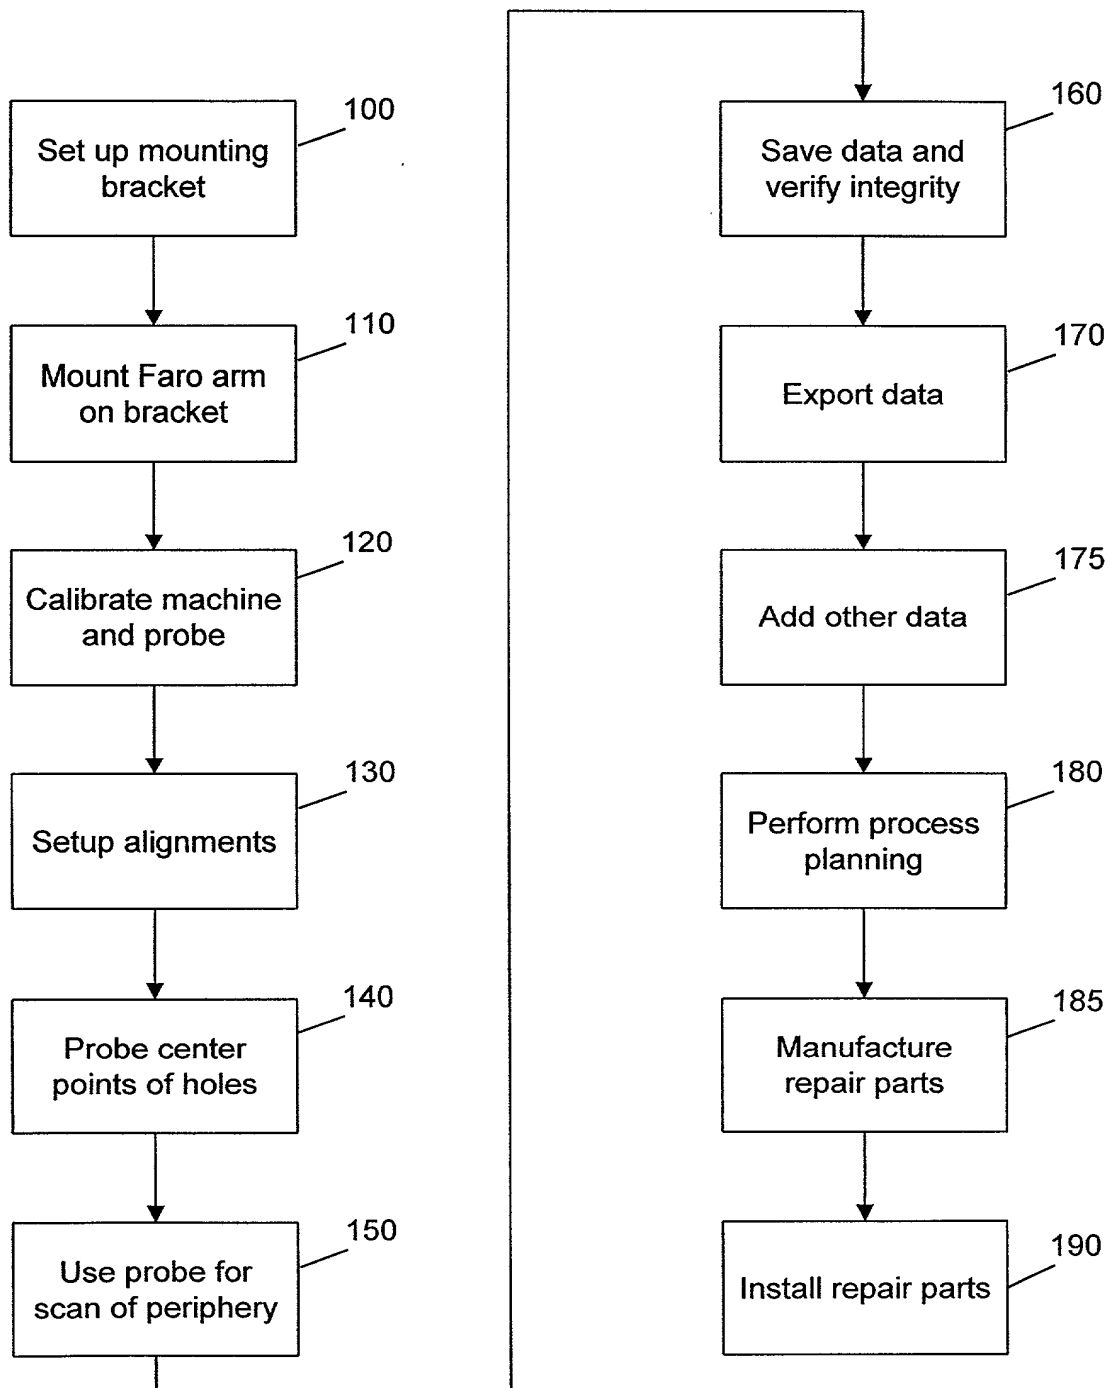 100
Set up mounting
bracket
110
Mount Faro arm
on bracket
120
Calibrate machine
and probe
130
Setup alignments
140
Probe center
points of holes
150
Use probe for
scan of periphery
160
Save data and
verify integrity
170
Export data
175
Add other data
180
Perform process
planning
185
Manufacture
repair parts
190
Install repair parts